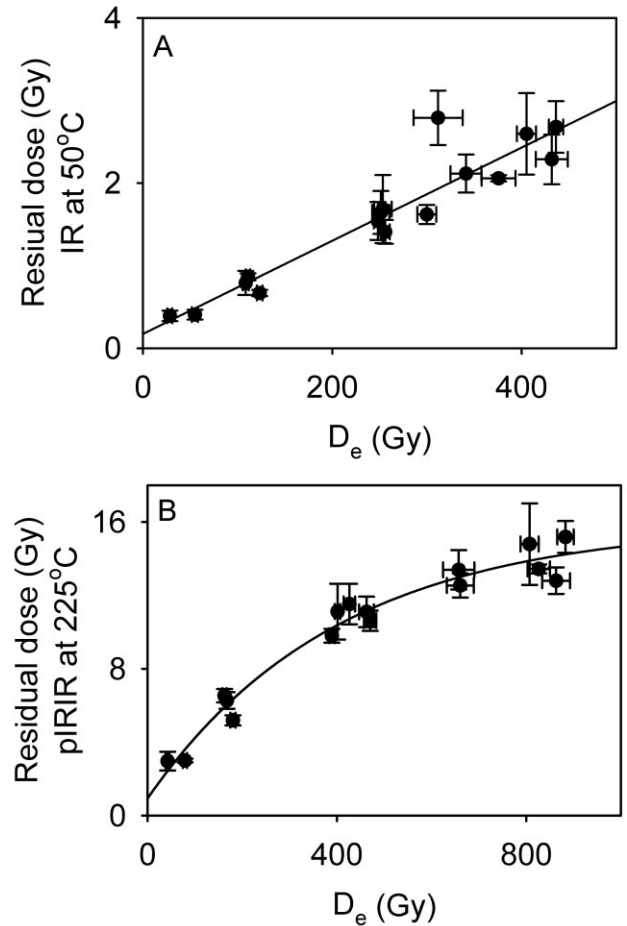 A
4
2
0
Resiual dose (Gy)
IR at 50°C
0
200
400
Dₑ (Gy)
B
16
8
0
Residual dose (Gy)
pIRIR at 225°C
0
400
800
Dₑ (Gy)